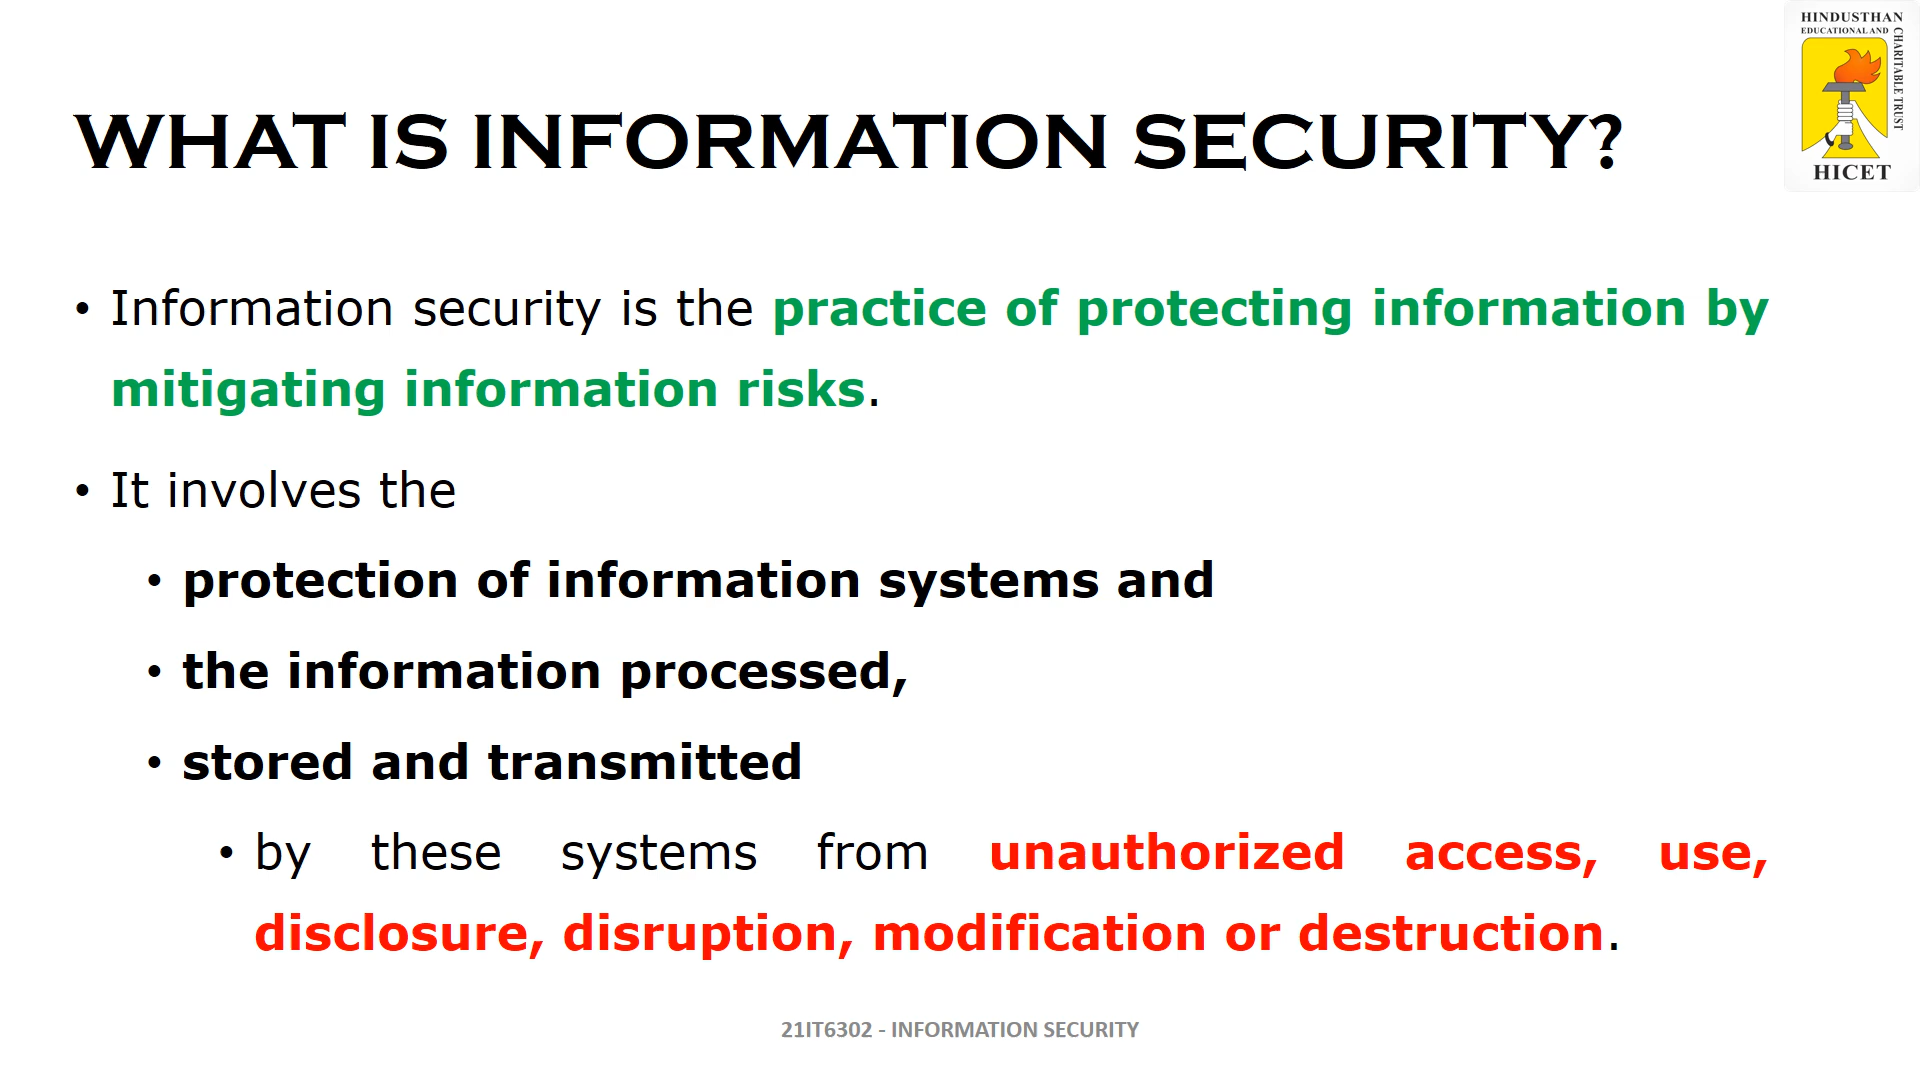 HINDUSTHAN
EDUCATIONAL AND
CHARITABLE TRUST
HICET
WHAT IS INFORMATION SECURITY?
• Information security is the practice of protecting information by
mitigating information risks.
• It involves the
• protection of information systems and
• the information processed,
• stored and transmitted
• by these systems from unauthorized access, use,
disclosure, disruption, modification or destruction.
21IT6302 - INFORMATION SECURITY